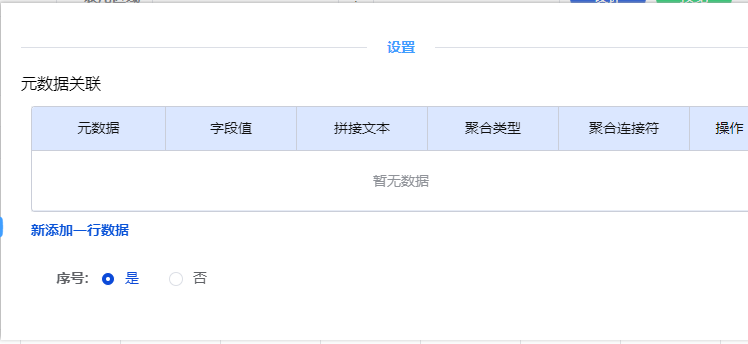 设置
元数据关联
元数据 字段值 拼接文本 聚合类型 聚合连接符 操作
暂无数据
新添加一行数据
序号: 是 否